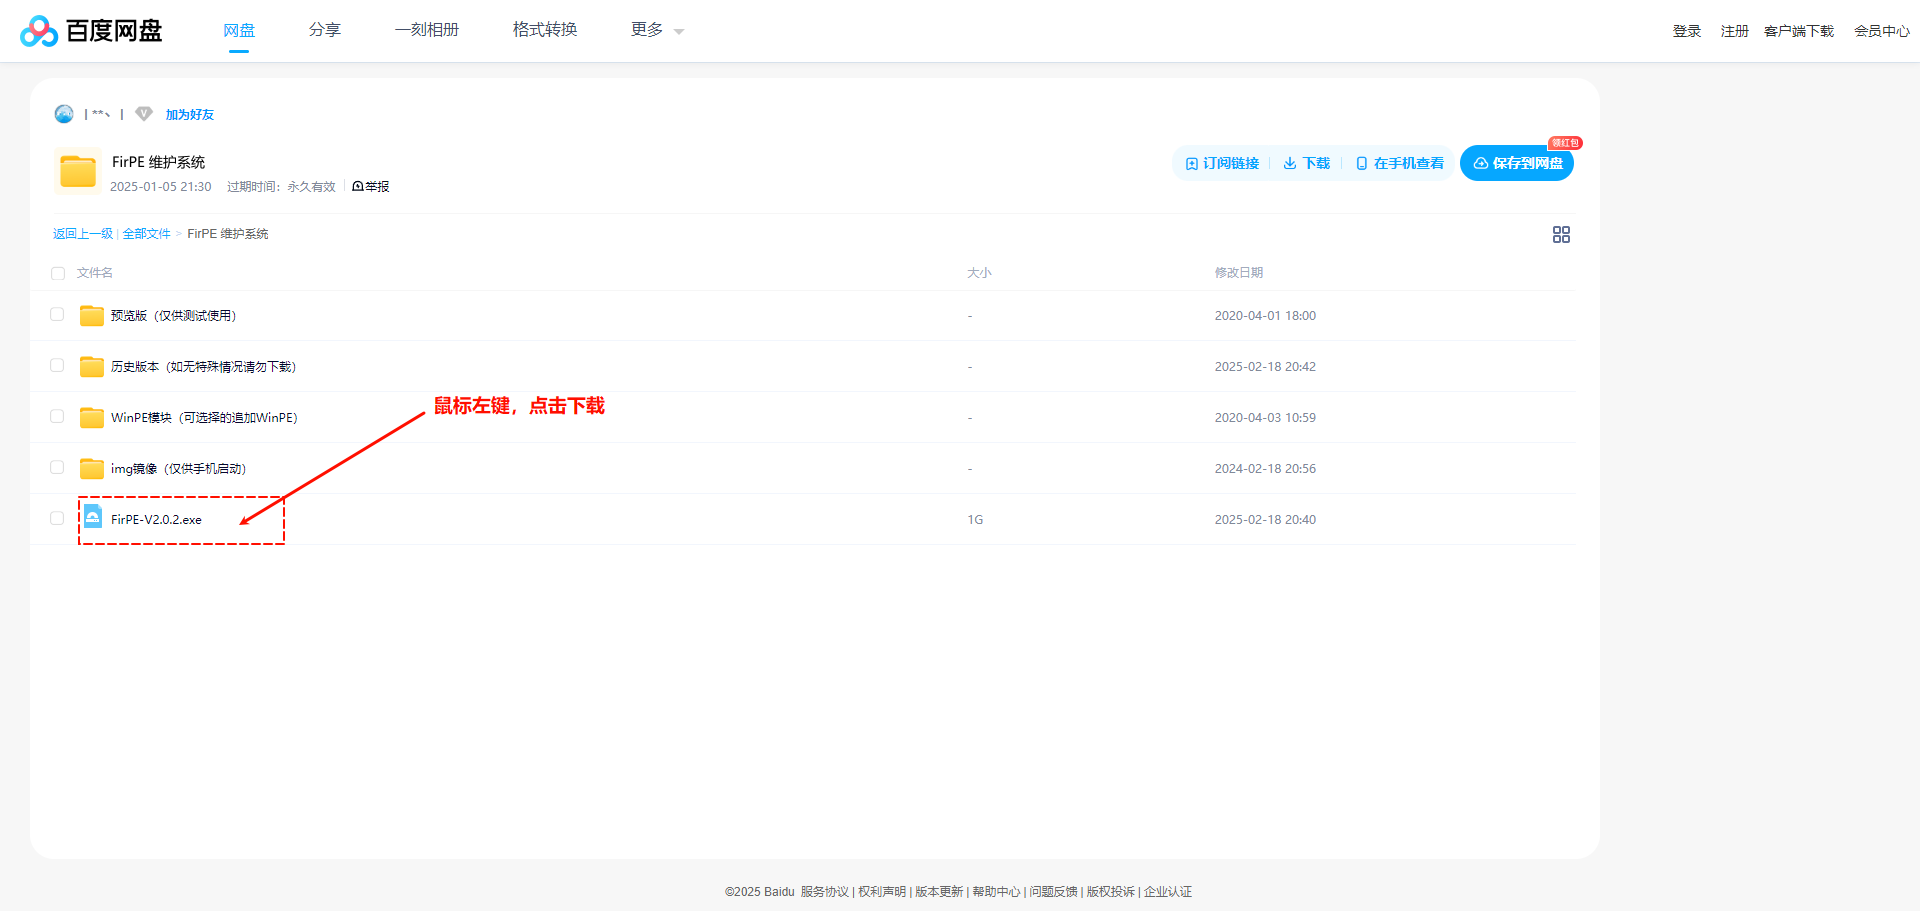 百度网盘 网盘 分享 一刻相册 格式转换 更多 登录 注册 客户端下载 会员中心
| **、 | 加为好友
领红包
FirPE 维护系统 订阅链接 下载 在手机查看 保存到网盘
2025-01-05 21:30 过期时间：永久有效 举报
返回上一级 | 全部文件 > FirPE 维护系统
文件名 大小 修改日期
预览版（仅供测试使用） - 2020-04-01 18:00
历史版本（如无特殊情况请勿下载） - 2025-02-18 20:42
鼠标左键，点击下载
WinPE模块（可选择的追加WinPE） - 2020-04-03 10:59
img镜像（仅供手机启动） - 2024-02-18 20:56
FirPE-V2.0.2.exe 1G 2025-02-18 20:40
©2025 Baidu 服务协议 | 权利声明 | 版本更新 | 帮助中心 | 问题反馈 | 版权投诉 | 企业认证